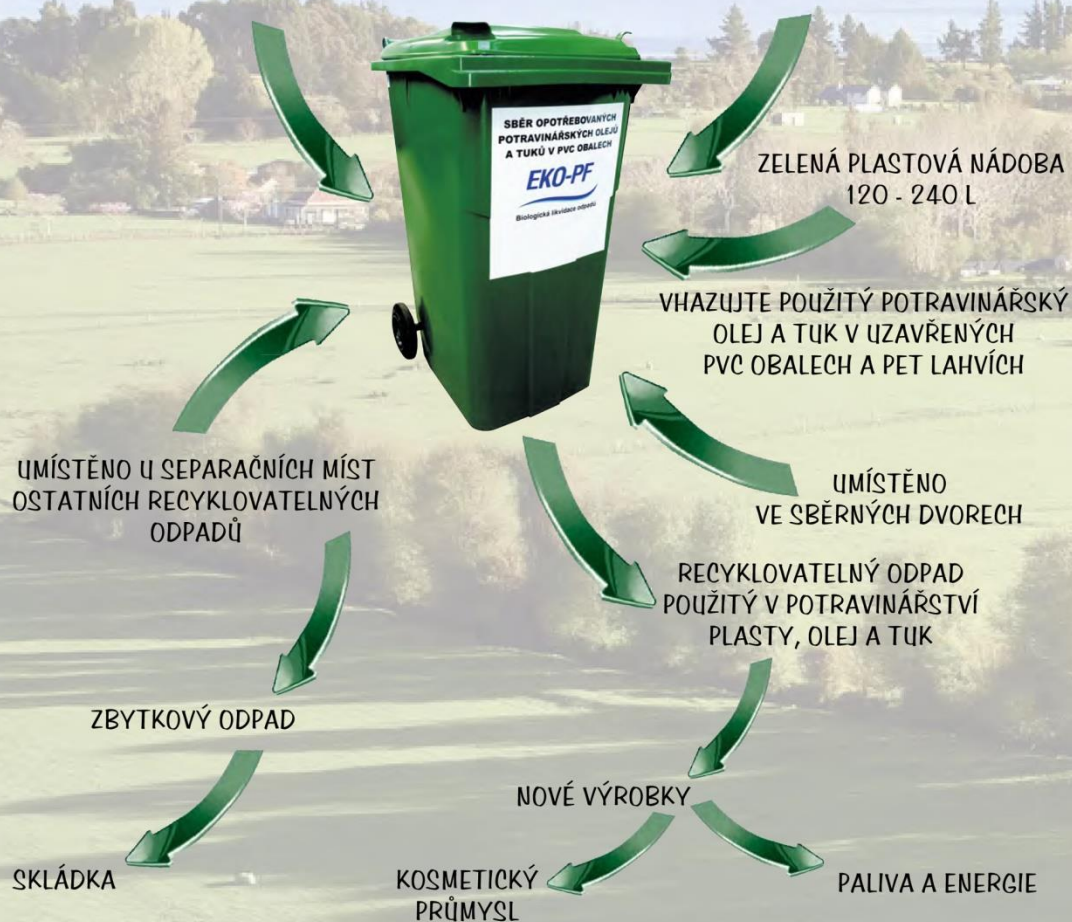 SBĚR OPOTŘEBOVANÝCH
POTRAVINÁŘSKÝCH OLEJŮ
A TUKŮ V PVC OBALECH
EKO-PF
Biologická likvidace odpadů
ZELENÁ PLASTOVÁ NÁDOBA
120 - 240 L
VHAZUJTE POUŽITÝ POTRAVINÁŘSKÝ
OLEJ A TUK V UZAVŘENÝCH
PVC OBALECH A PET LAHVÍCH
UMÍSTĚNO U SEPARAČNÍCH MÍST
OSTATNÍCH RECYKLOVATELNÝCH
ODPADŮ
UMÍSTĚNO
VE SBĚRNÝCH DVORECH
RECYKLOVATELNÝ ODPAD
POUŽITÝ V POTRAVINÁŘSTVÍ
PLASTY, OLEJ A TUK
ZBYTKOVÝ ODPAD
NOVÉ VÝROBKY
SKLÁDKA
KOSMETICKÝ
PRŮMYSL
PALIVA A ENERGIE